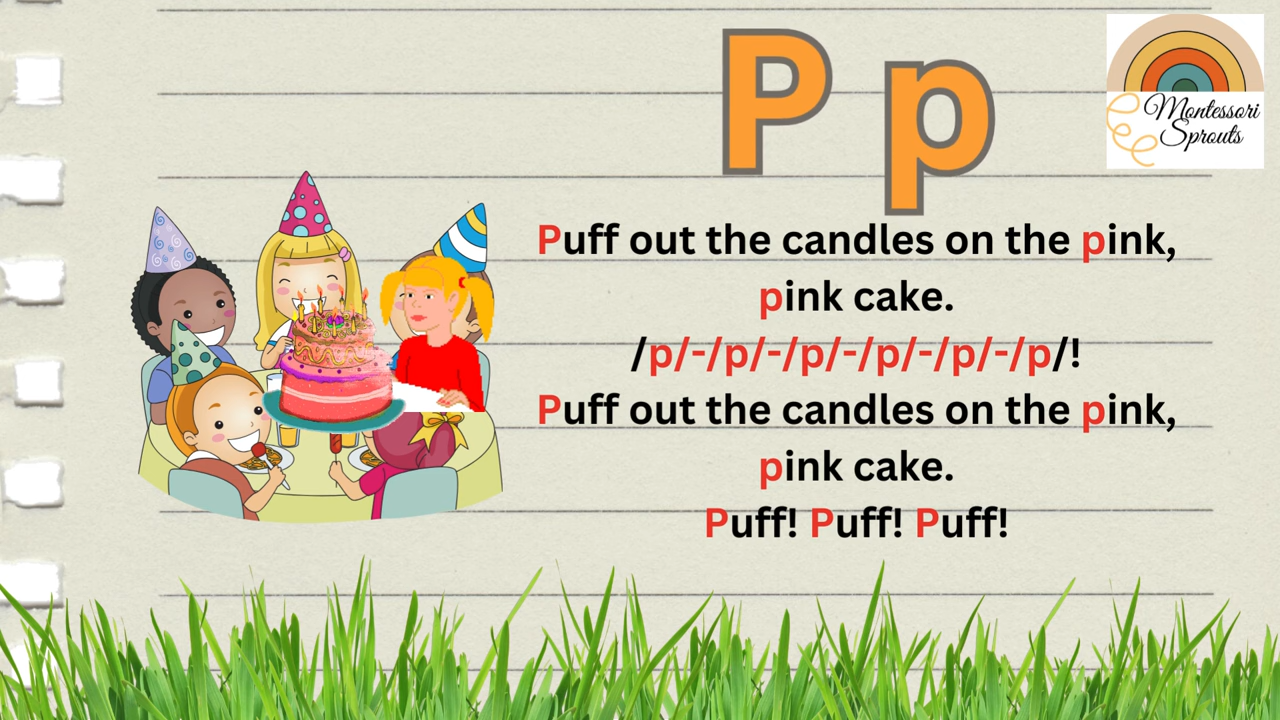 P p
Montessori
Sprouts
Puff out the candles on the pink,
pink cake.
/p/-/p/-/p/-/p/-/p/-/p/!
Puff out the candles on the pink,
pink cake.
Puff! Puff! Puff!